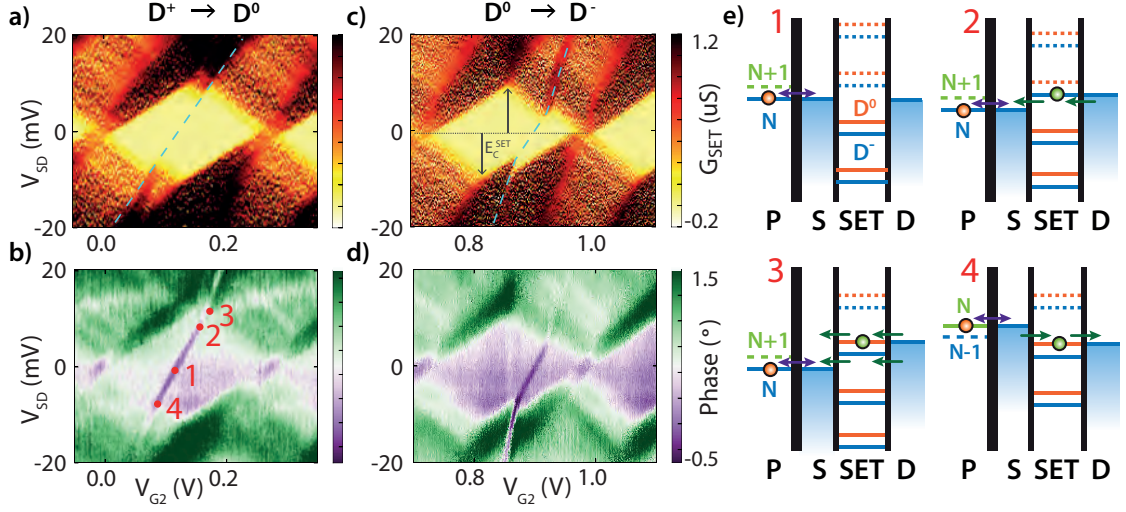 D⁺ → D⁰
D⁰ → D⁻
a)
20
0
-20
V_SD (mV)
0.0
0.2
c)
E_C^SET
0.8
1.0
1.2
G_SET (uS)
-0.2
b)
20
0
-20
V_SD (mV)
3
2
1
4
0.0
0.2
V_G2 (V)
d)
20
0
-20
0.8
1.0
V_G2 (V)
1.5
Phase (°)
-0.5
e)
1
N+1
N
D⁰
D⁻
P S SET D
2
N+1
N
P S SET D
3
N+1
N
P S SET D
4
N
N-1
P S SET D